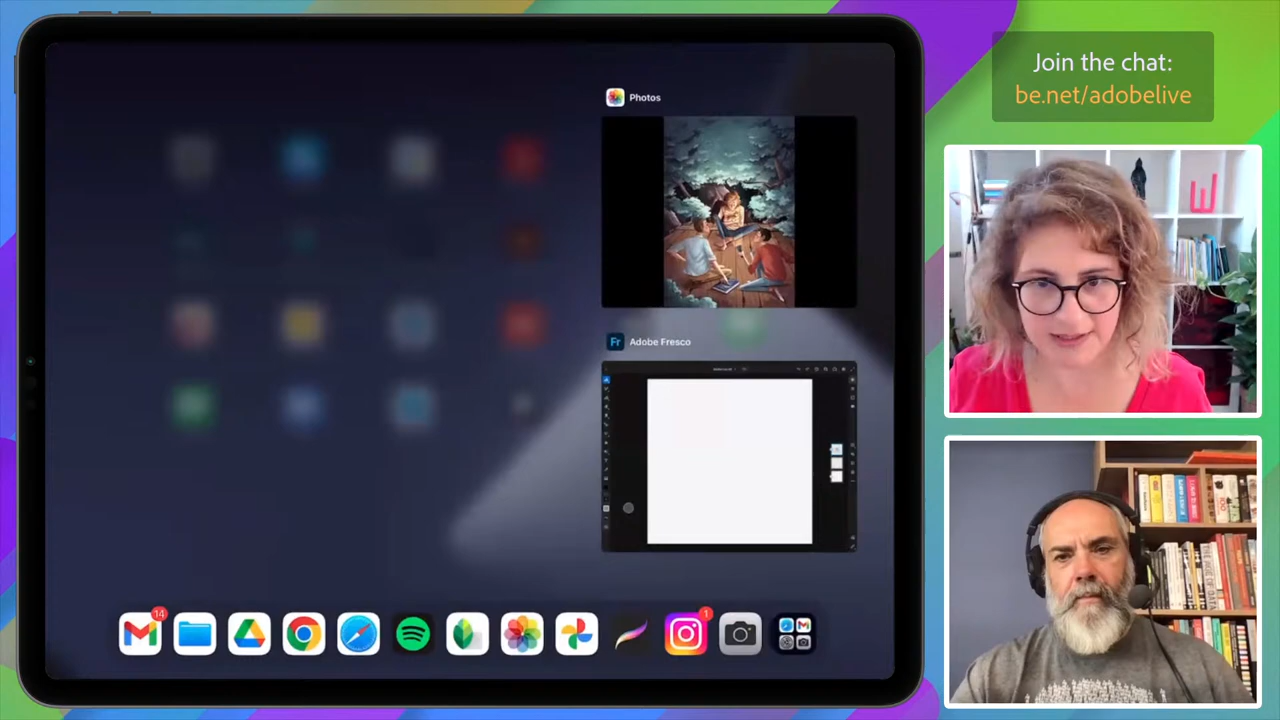 Join the chat:
be.net/adobelive
Photos
Fr
Adobe Fresco
14
1